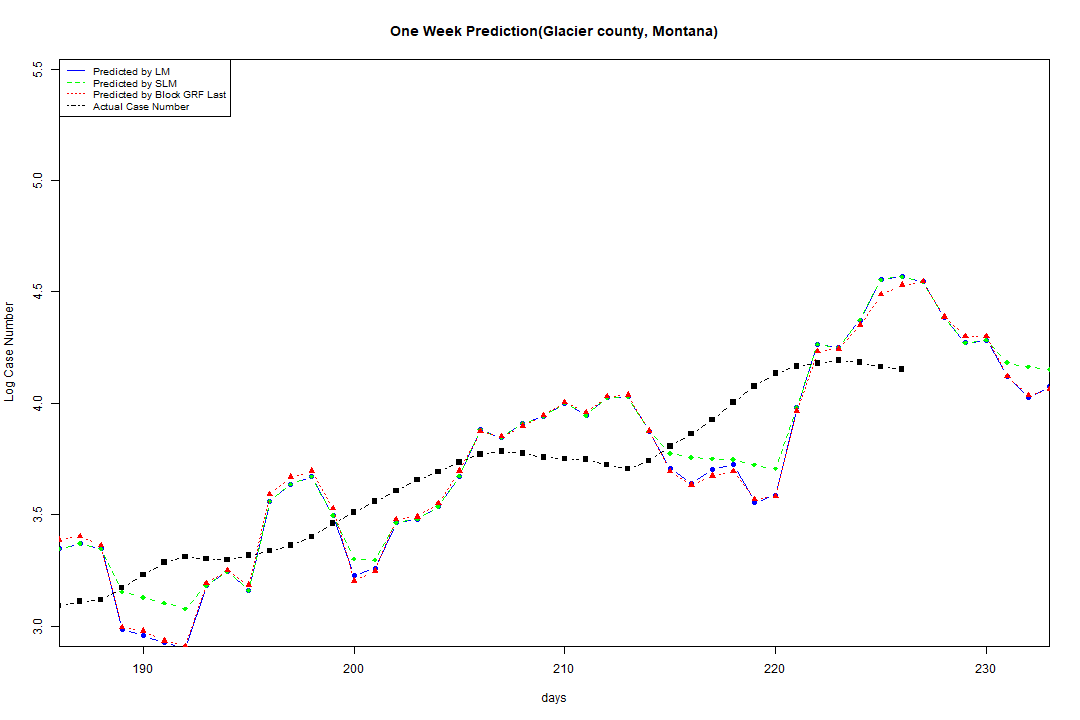 One Week Prediction(Glacier county, Montana)
Predicted by LM
Predicted by SLM
Predicted by Block GRF Last
Actual Case Number
5.5
5.0
4.5
4.0
3.5
3.0
Log Case Number
190 200 210 220 230
days